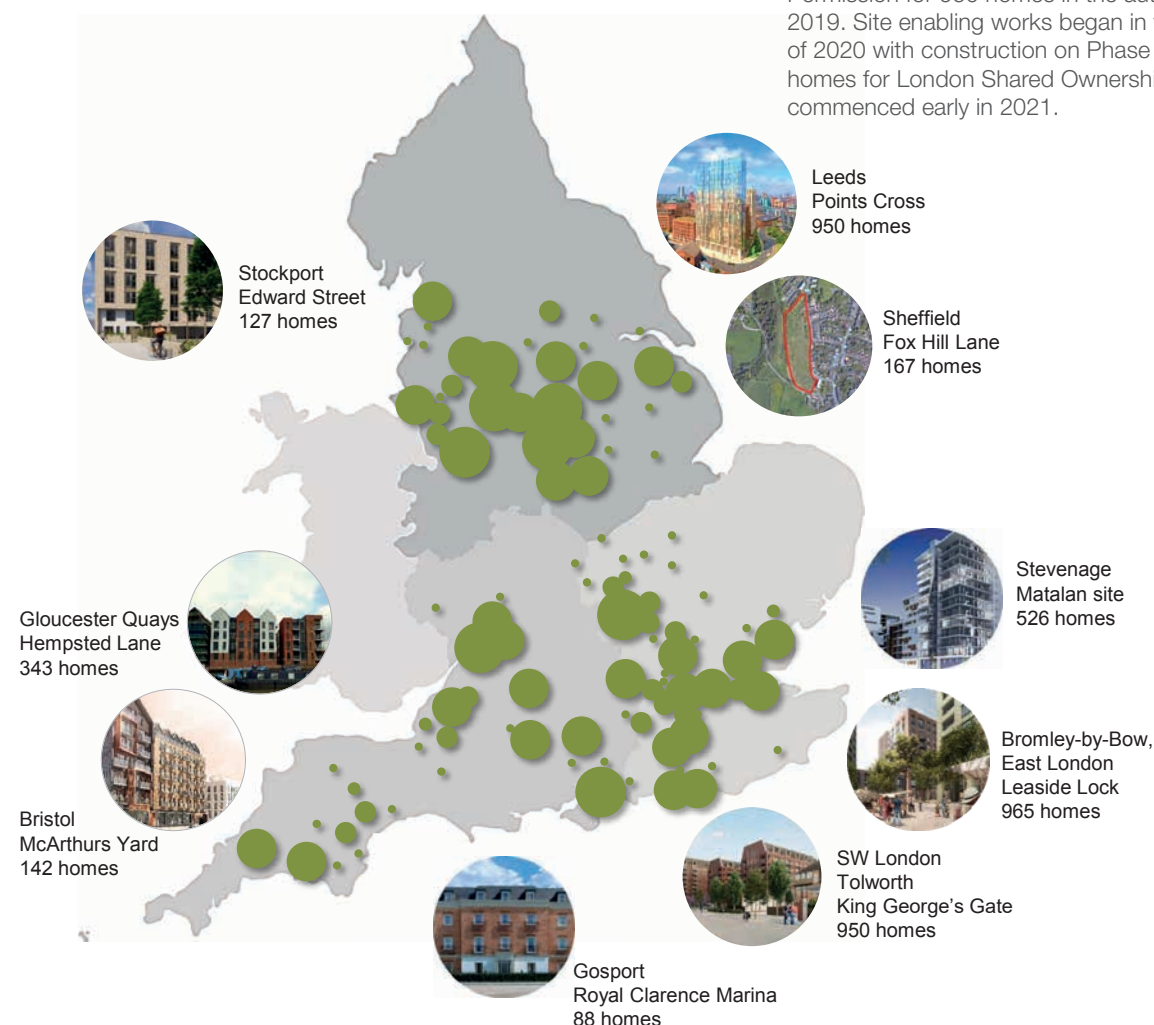 2019. Site enabling works began in
of 2020 with construction on Phase
homes for London Shared
commenced early in 2021.
Leeds
Points Cross
950 homes
Stockport
Edward Street
127 homes
Sheffield
Fox Hill Lane
167 homes
Gloucester Quays
Hempsted Lane
343 homes
Stevenage
Matalan site
526 homes
Bristol
McArthurs Yard
142 homes
Bromley-by-Bow,
East London
Leaside Lock
965 homes
SW London
Tolworth
King George's Gate
950 homes
Gosport
Royal Clarence Marina
88 homes